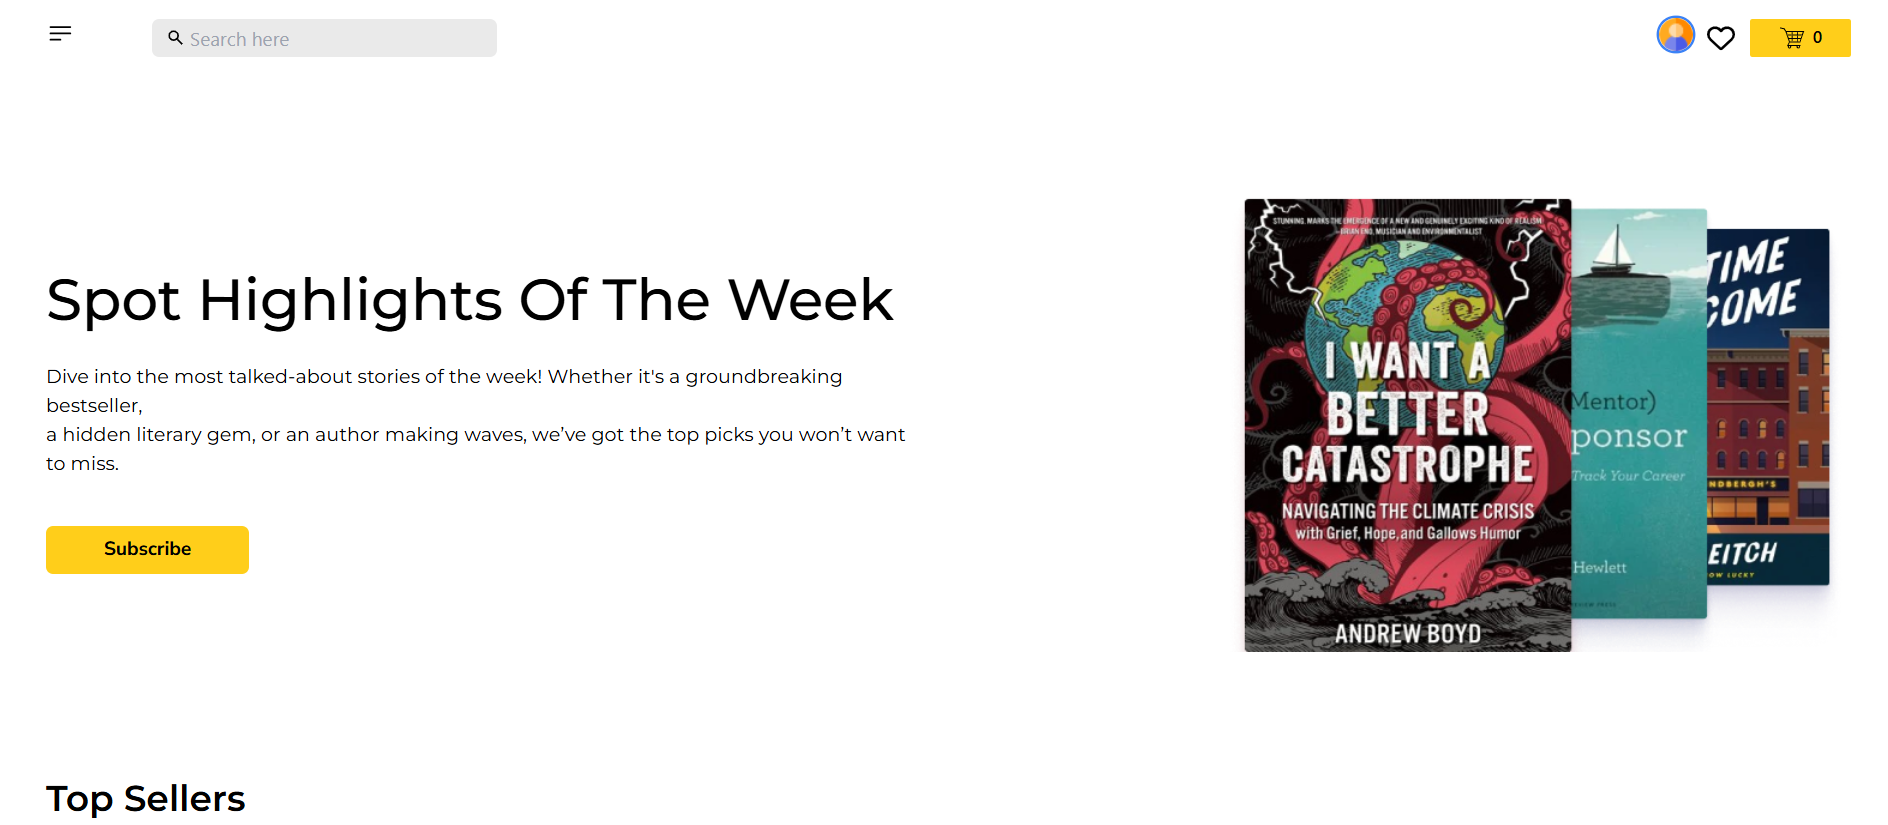 Search here
0
Spot Highlights Of The Week
Dive into the most talked-about stories of the week! Whether it's a groundbreaking
bestseller,
a hidden literary gem, or an author making waves, we’ve got the top picks you won’t want
to miss.
Subscribe
STUNNING. MARKS THE EMERGENCE OF A NEW AND GENUINELY EXCITING KIND OF REALISM
—BRIAN ENO, MUSICIAN AND ENVIRONMENTALIST
I WANT A
BETTER
CATASTROPHE
NAVIGATING THE CLIMATE CRISIS
with Grief, Hope, and Gallows Humor
ANDREW BOYD
Mentor)
ponsor
Track Your Career
Hewlett
TIME
COME
NDBERGH'S
EITCH
OW LUCKY
Top Sellers